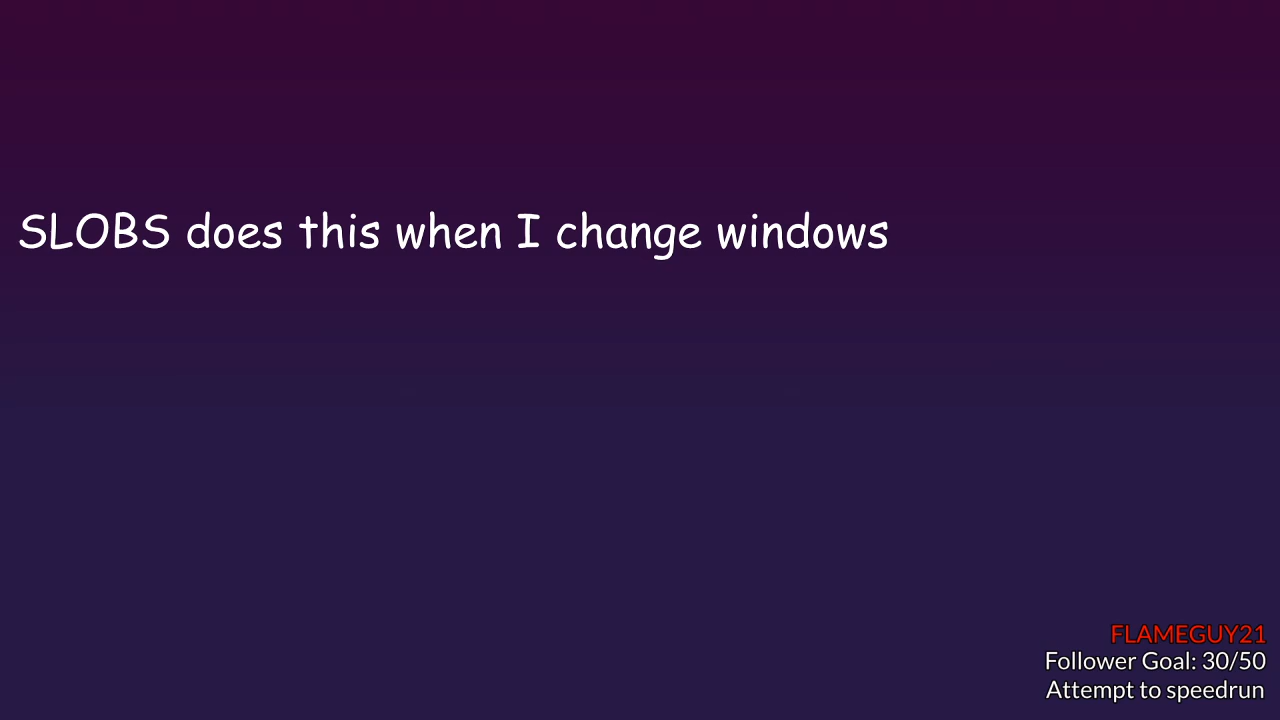 SLOBS does this when I change windows
FLAMEGUY21
Follower Goal: 30/50
Attempt to speedrun